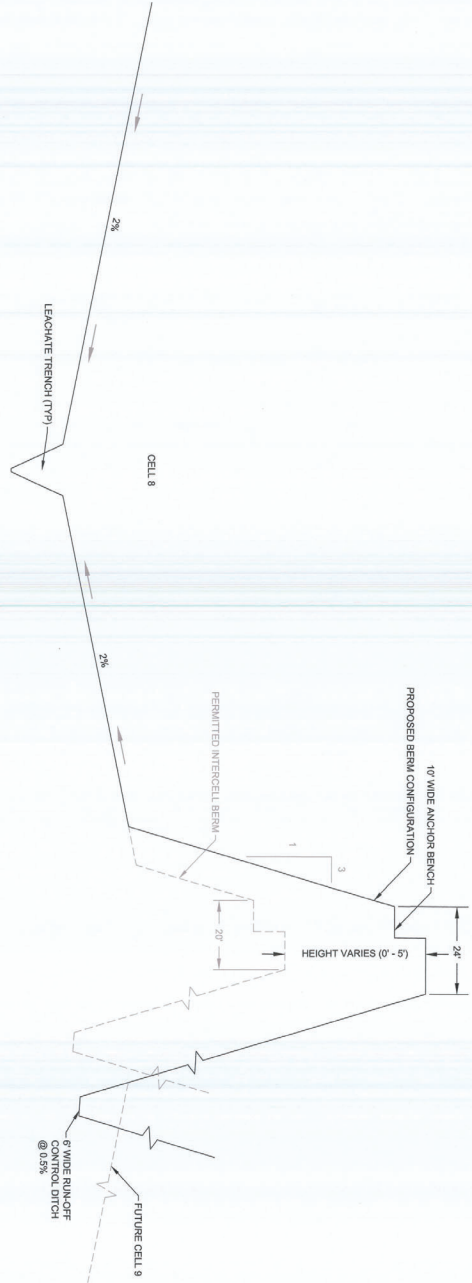 2%
LEACHATE TRENCH (TYP)
CELL 8
2%
PERMITTED INTERCELL BERM
PROPOSED BERM CONFIGURATION
10' WIDE ANCHOR BENCH
1
3
20'
HEIGHT VARIES (0' - 5')
24'
6' WIDE RUN-OFF
CONTROL DITCH
@ 0.5%
FUTURE CELL 9